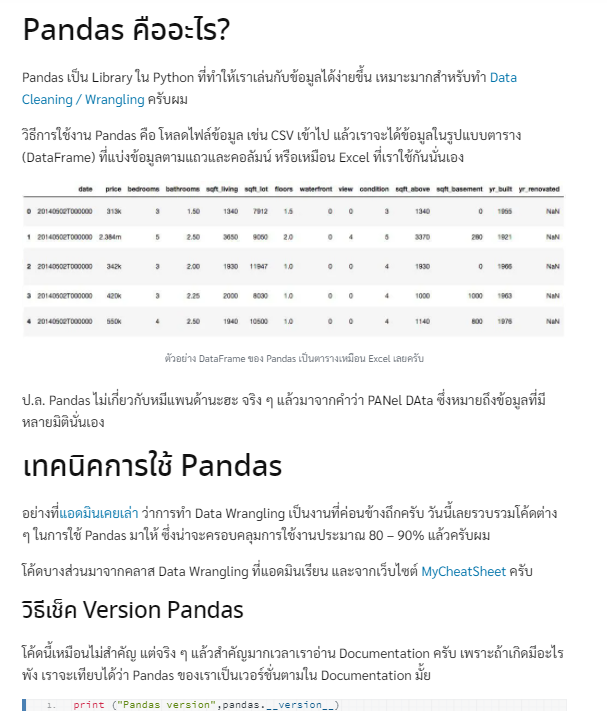 Pandas คืออะไร?
Pandas เป็น Library ใน Python ที่ทำให้เราเล่นกับข้อมูลได้ง่ายขึ้น เหมาะมากสำหรับทำ Data
Cleaning / Wrangling ครับผม
วิธีการใช้งาน Pandas คือ โหลดไฟล์ข้อมูล เช่น CSV เข้าไป แล้วเราจะได้ข้อมูลในรูปแบบตาราง
(DataFrame) ที่แบ่งข้อมูลตามแถวและคอลัมน์ หรือเหมือน Excel ที่เราใช้กันนั่นเอง
date price bedrooms bathrooms sqft_living sqft_lot floors waterfront view condition sqft_above sqft_basement yr_built yr_renovated
0 20140502T000000 313k 3 1.50 1340 7912 1.5 0 0 3 1340 0 1955 NaN
1 20140502T000000 2.384m 5 2.50 3650 9050 2.0 0 4 5 3370 280 1921 NaN
2 20140502T000000 342k 3 2.00 1930 11947 1.0 0 0 4 1930 0 1966 NaN
3 20140502T000000 420k 3 2.25 2000 8030 1.0 0 0 4 1000 1000 1963 NaN
4 20140502T000000 550k 4 2.50 1940 10500 1.0 0 0 4 1140 800 1976 NaN
ตัวอย่าง DataFrame ของ Pandas เป็นตารางเหมือน Excel เลยครับ
ป.ล. Pandas ไม่เกี่ยวกับหมีแพนด้านะฮะ จริง ๆ แล้วมาจากคำว่า PANel DAta ซึ่งหมายถึงข้อมูลที่มี
หลายมิตินั่นเอง
เทคนิคการใช้ Pandas
อย่างที่แอดมินเคยเล่า ว่าการทำ Data Wrangling เป็นงานที่ค่อนข้างถึกครับ วันนี้เลยรวบรวมโค้ดต่าง
ๆ ในการใช้ Pandas มาให้ ซึ่งน่าจะครอบคลุมการใช้งานประมาณ 80 – 90% แล้วครับผม
โค้ดบางส่วนมาจากคลาส Data Wrangling ที่แอดมินเรียน และจากเว็บไซต์ MyCheatSheet ครับ
วิธีเช็ค Version Pandas
โค้ดนี้เหมือนไม่สำคัญ แต่จริง ๆ แล้วสำคัญมากเวลาเราอ่าน Documentation ครับ เพราะถ้าเกิดมีอะไร
พัง เราจะเทียบได้ว่า Pandas ของเราเป็นเวอร์ชั่นตามใน Documentation มั้ย
1. print ("Pandas version",pandas.__version__)